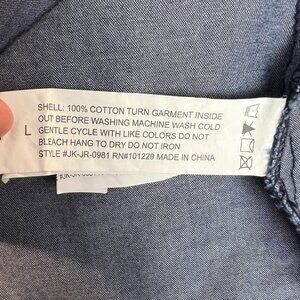 SHELL: 100% COTTON TURN GARMENT INSIDE
OUT BEFORE WASHING MACHINE WASH COLD
L GENTLE CYCLE WITH LIKE COLORS DO NOT
BLEACH HANG TO DRY DO NOT IRON
STYLE #JK-JR-0981 RN#101229 MADE IN CHINA